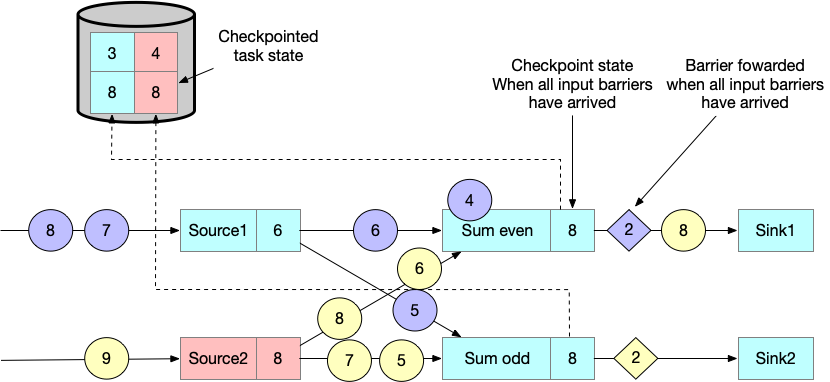 3 4
8 8
Checkpointed
task state
Checkpoint state
When all input barriers
have arrived
Barrier fowarded
when all input barriers
have arrived
4
8 7 Source1 6 6 Sum even 8 2 8 Sink1
6
5
8
9 Source2 8 7 5 Sum odd 8 2 Sink2